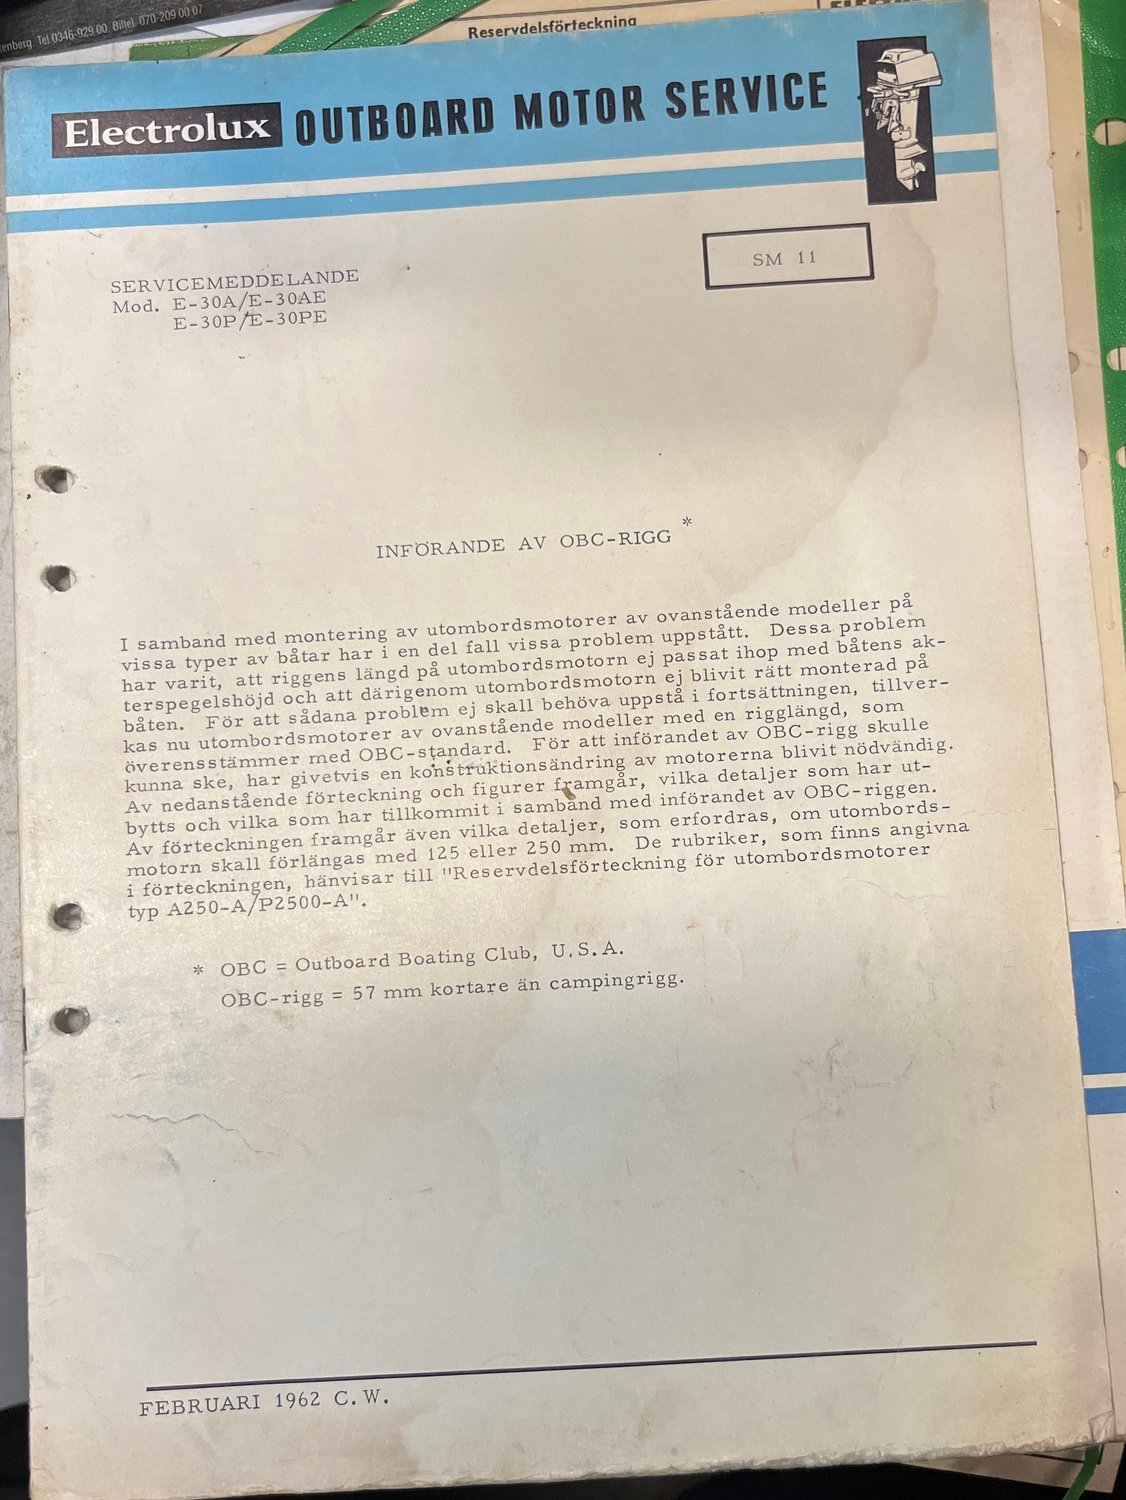 Tel 0346-929 00, Biltel. 070-209 00 07
Reservdelsförteckning
Electrolux OUTBOARD MOTOR SERVICE
SM 11
SERVICEMEDDELANDE
Mod. E-30A/E-30AE
E-30P/E-30PE
INFÖRANDE AV OBC-RIGG *
I samband med montering av utombordsmotorer av ovanstående modeller på
vissa typer av båtar har i en del fall vissa problem uppstått. Dessa problem
har varit, att riggens längd på utombordsmotorn ej passat ihop med båtens ak-
terspegelshöjd och att därigenom utombordsmotorn ej blivit rätt monterad på
båten. För att sådana problem ej skall behöva uppstå i fortsättningen, tillver-
kas nu utombordsmotorer av ovanstående modeller med en rigglängd, som
överensstämmer med OBC-standard. För att införandet av OBC-rigg skulle
kunna ske, har givetvis en konstruktionsändring av motorerna blivit nödvändig.
Av nedanstående förteckning och figurer framgår, vilka detaljer som har ut-
bytts och vilka som har tillkommit i samband med införandet av OBC-riggen.
Av förteckningen framgår även vilka detaljer, som erfordras, om utombords-
motorn skall förlängas med 125 eller 250 mm. De rubriker, som finns angivna
i förteckningen, hänvisar till "Reservdelsförteckning för utombordsmotorer
typ A250-A/P2500-A".
* OBC = Outboard Boating Club, U.S.A.
OBC-rigg = 57 mm kortare än campingrigg.
FEBRUARI 1962 C.W.